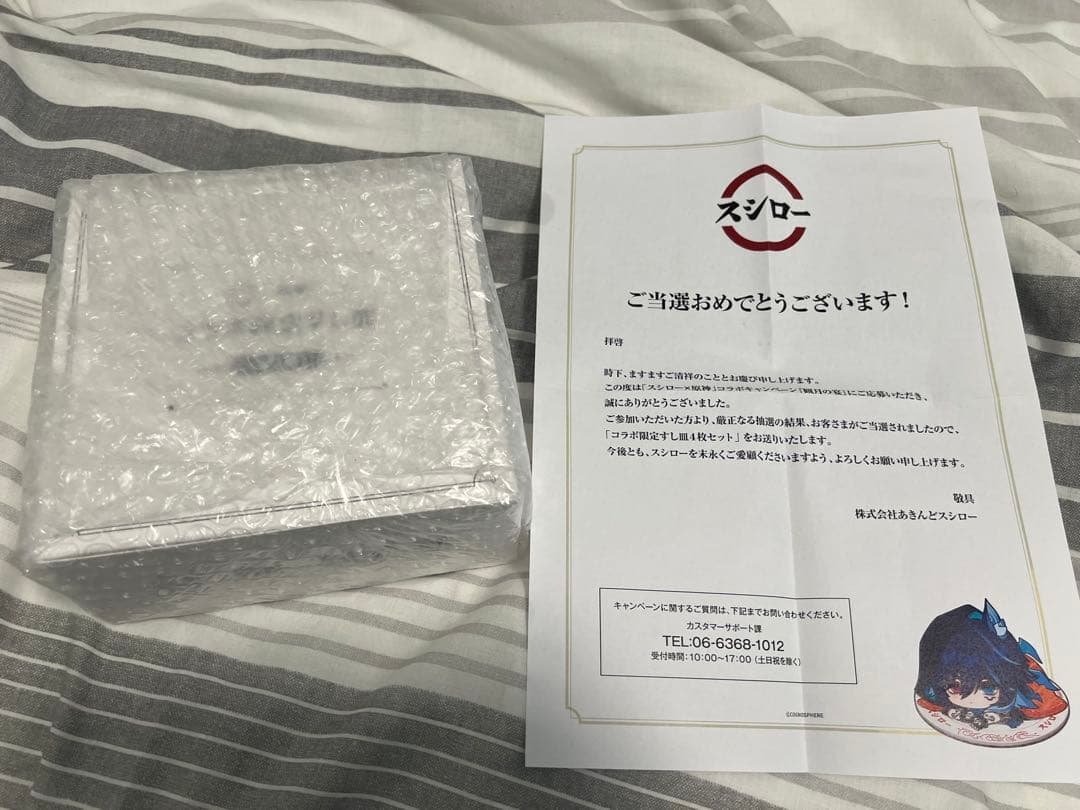 スシロー
ご当選おめでとうございます！
拝啓
時下、ますますご清祥のこととお慶び申し上げます。
この度は「スシロー×原神」コラボキャンペーン「観月の宴」にご応募いただき、
誠にありがとうございました。
ご参加いただいた方より、厳正なる抽選の結果、お客さまがご当選されましたので、
「コラボ限定すし皿４枚セット」をお送りいたします。
今後とも、スシローを末永くご愛顧くださいますよう、よろしくお願い申し上げます。
敬具
株式会社あきんどスシロー
キャンペーンに関するご質問は、下記までお問い合わせください。
カスタマーサポート課
TEL:06-6368-1012
受付時間：10:00〜17:00（土日祝を除く）
©COGNOSPHERE
スシロー